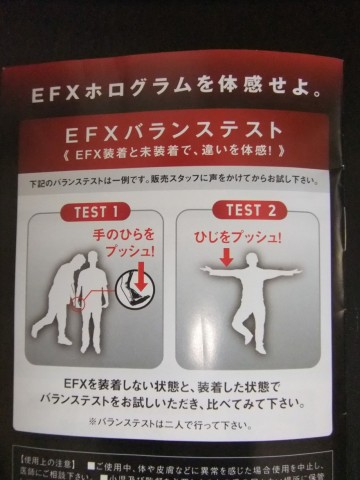 EFXホログラムを体感せよ。
EFXバランステスト
《 EFX装着と未装着で、違いを体感! 》
下記のバランステストは一例です。販売スタッフに声をかけてからお試し下さい。
TEST 1
手のひらを
プッシュ!
TEST 2
ひじをプッシュ!
EFXを装着しない状態と、装着した状態で
バランステストをお試しいただき、比べてみて下さい。
※バランステストは二人で行って下さい。
【使用上の注意】 ■ご使用中、体や皮膚などに異常を感じた場合使用を中止し、
医師にご相談下さい。